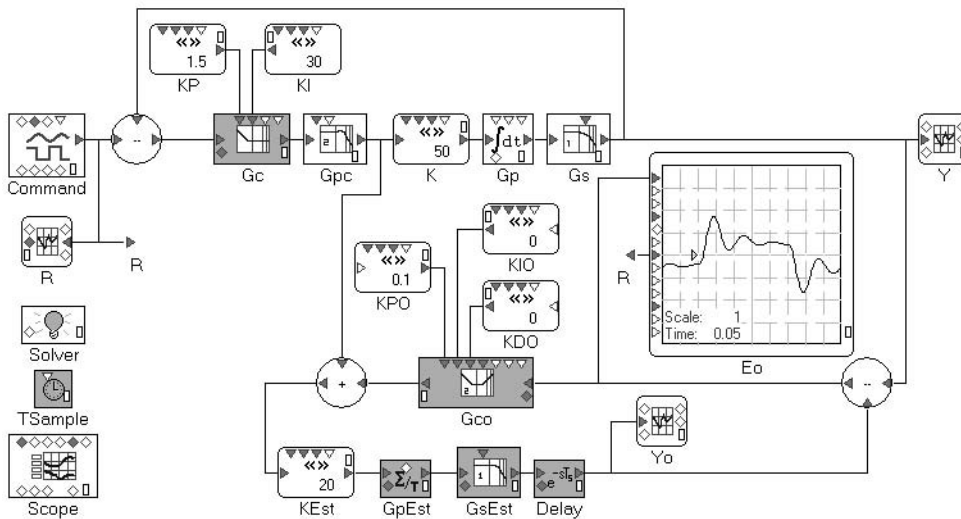 «»
1.5
KP
«»
30
KI
Command
--
Gc
2
Gpc
«»
50
K
∫dt
Gp
1
Gs
Y
R
R
«»
0.1
KPO
«»
0
KIO
«»
0
KDO
R
Scale: 1
Time: 0.05
Eo
Solver
TSample
Scope
+
2
Gco
--
Yo
«»
20
KEst
Σ/T
GpEst
1
GsEst
e-sTs
Delay